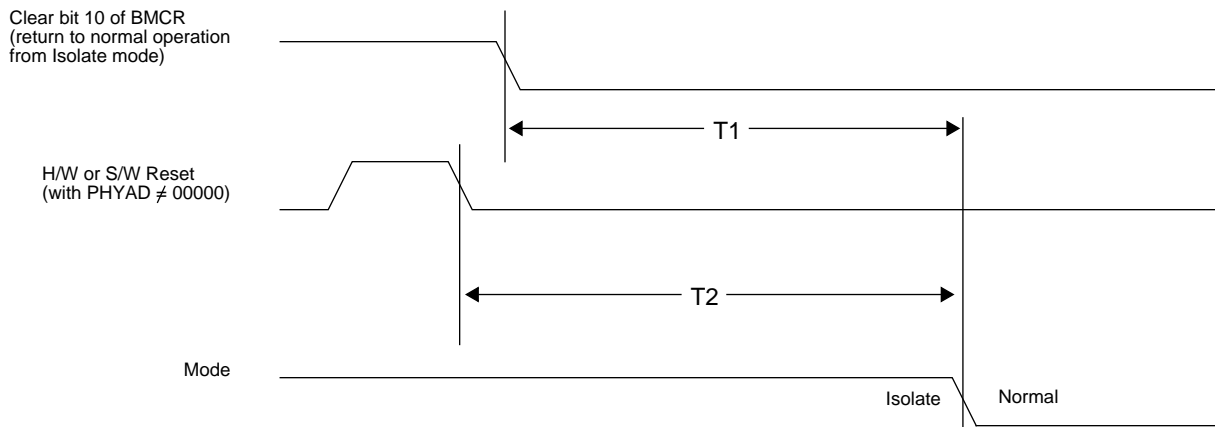 Clear bit 10 of BMCR
(return to normal operation
from Isolate mode)
T1
H/W or S/W Reset
(with PHYAD ≠ 00000)
T2
Mode
Isolate
Normal